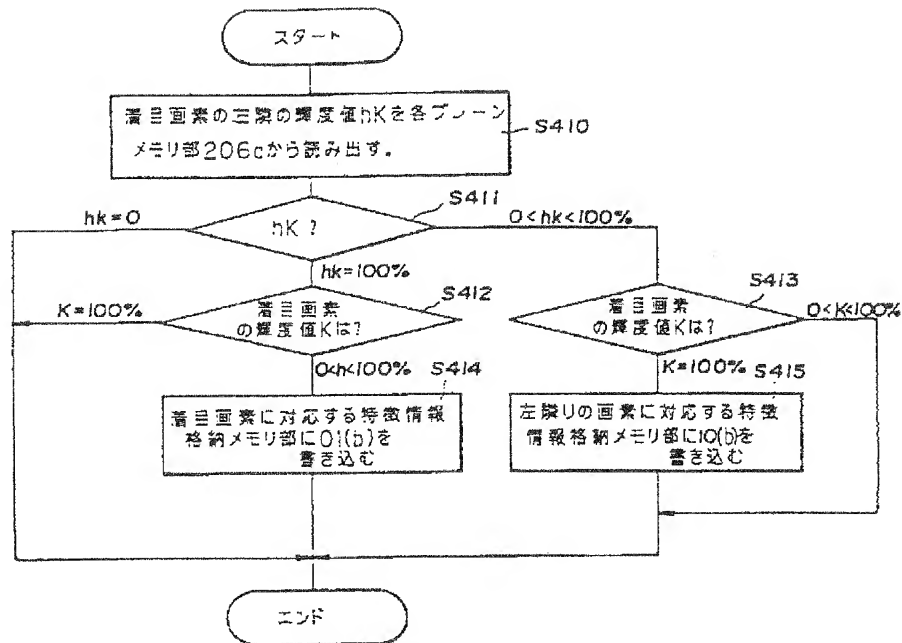 スタート
着目画素の左隣の輝度値hKを各プレーン
メモリ部206cから読み出す。
S410
S411
hk=0
hK?
0<hk<100%
hk=100%
S412
S413
K=100%
着目画素
の輝度値Kは?
着目画素
の輝度値Kは?
0<K<100%
0<h<100%
S414
K=100%
S415
着目画素に対応する特徴情報
格納メモリ部に01(b)を
書き込む
左隣りの画素に対応する特徴
情報格納メモリ部に10(b)を
書き込む
エンド